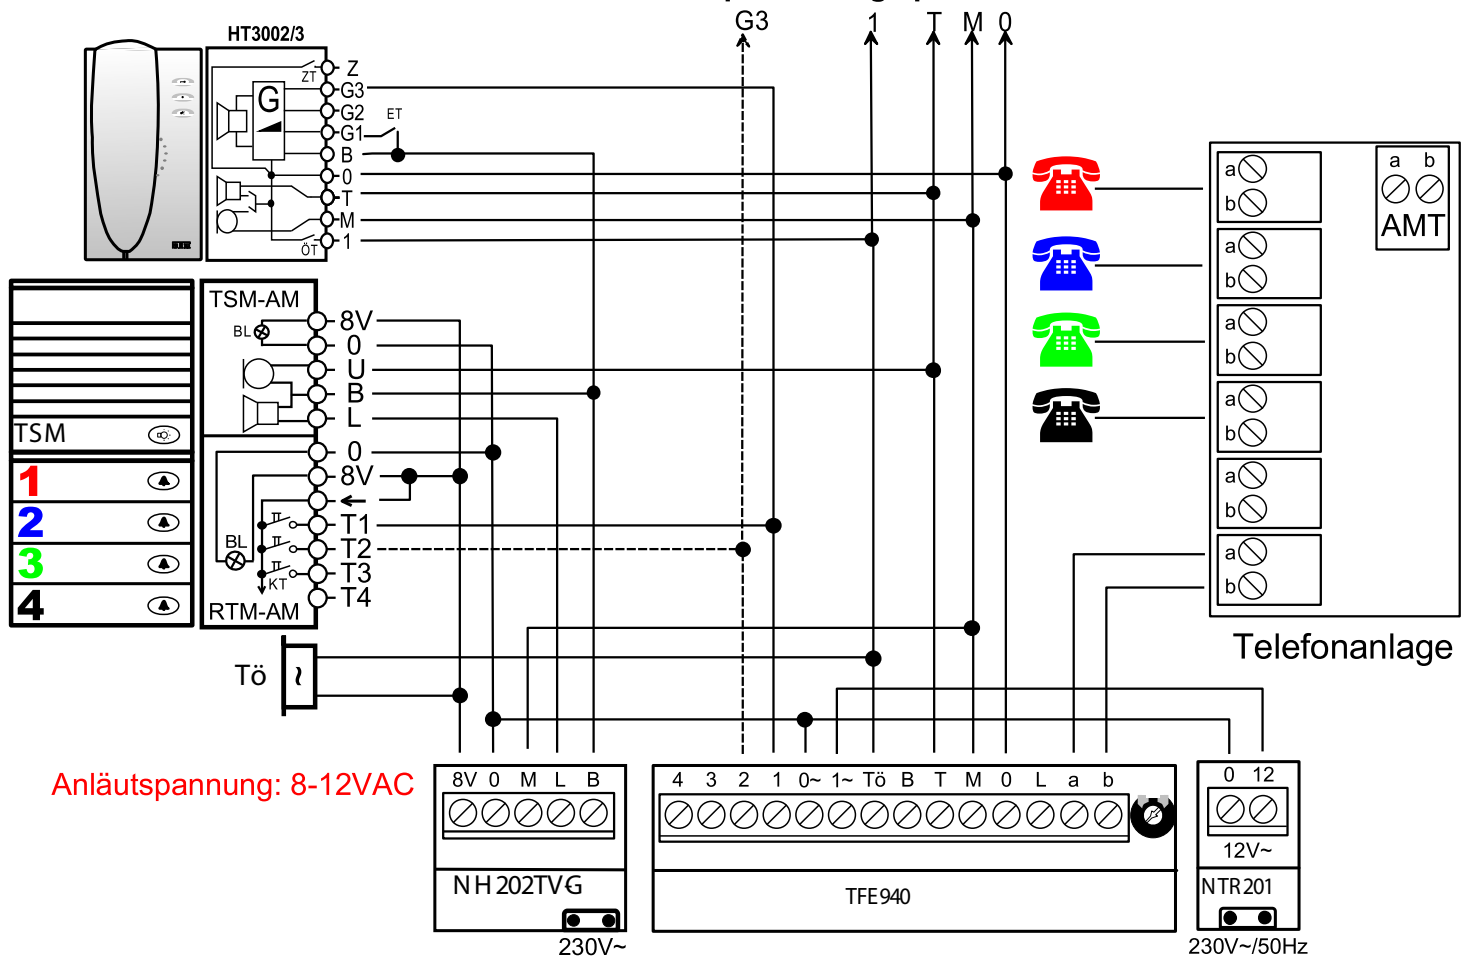 G3 1 T M 0
HT3002/3
Z
ZT
G3
G
G2
ET
G1
B
0
T
M
1
ÖT
TSM-AM
BL
8V
0
U
B
L
TSM
0
8V
1
2
3
4
T1
T2
T3
T4
BL
KT
RTM-AM
Tö
~
a b
AMT
a
b
a
b
a
b
a
b
a
b
a
b
Telefonanlage
Anläutspannung: 8-12VAC
8V 0 M L B
NH202TVG
230V~
4 3 2 1 0~ 1~ Tö B T M 0 L a b
TFE940
0 12
12V~
NTR201
230V~/50Hz